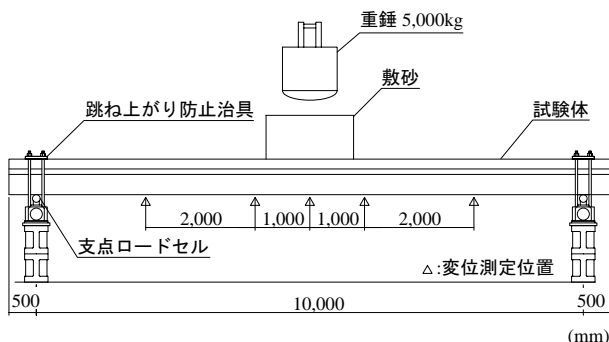 重錘 5,000kg
敷砂
跳ね上がり防止治具
試験体
2,000 1,000 1,000 2,000
支点ロードセル
△:変位測定位置
500 10,000 500
(mm)